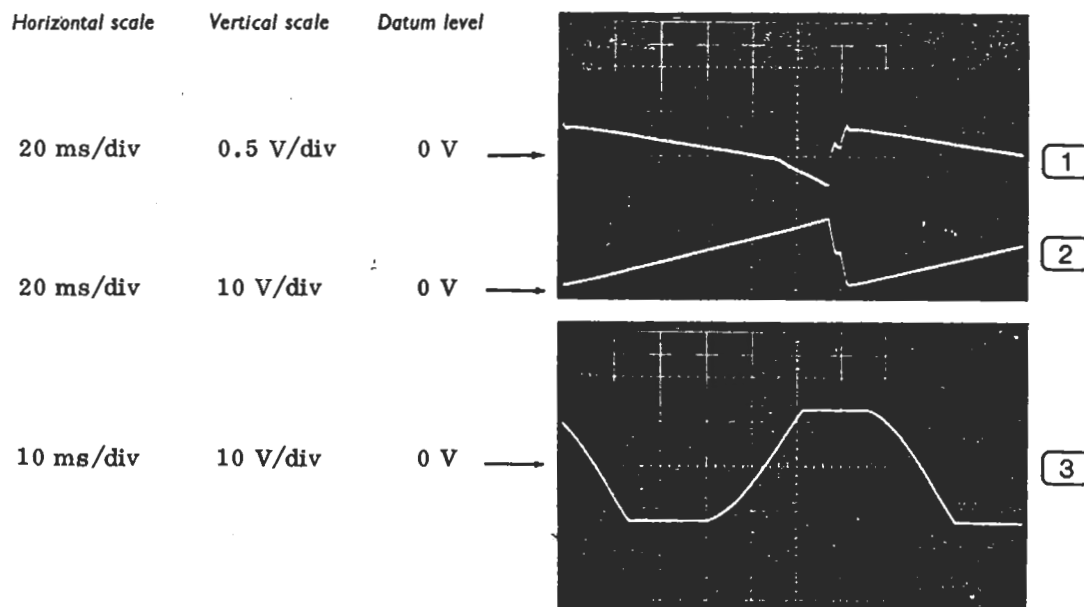 Horizontal scale Vertical scale Datum level
20 ms/div 0.5 V/div 0 V 1
20 ms/div 10 V/div 0 V 2
10 ms/div 10 V/div 0 V 3